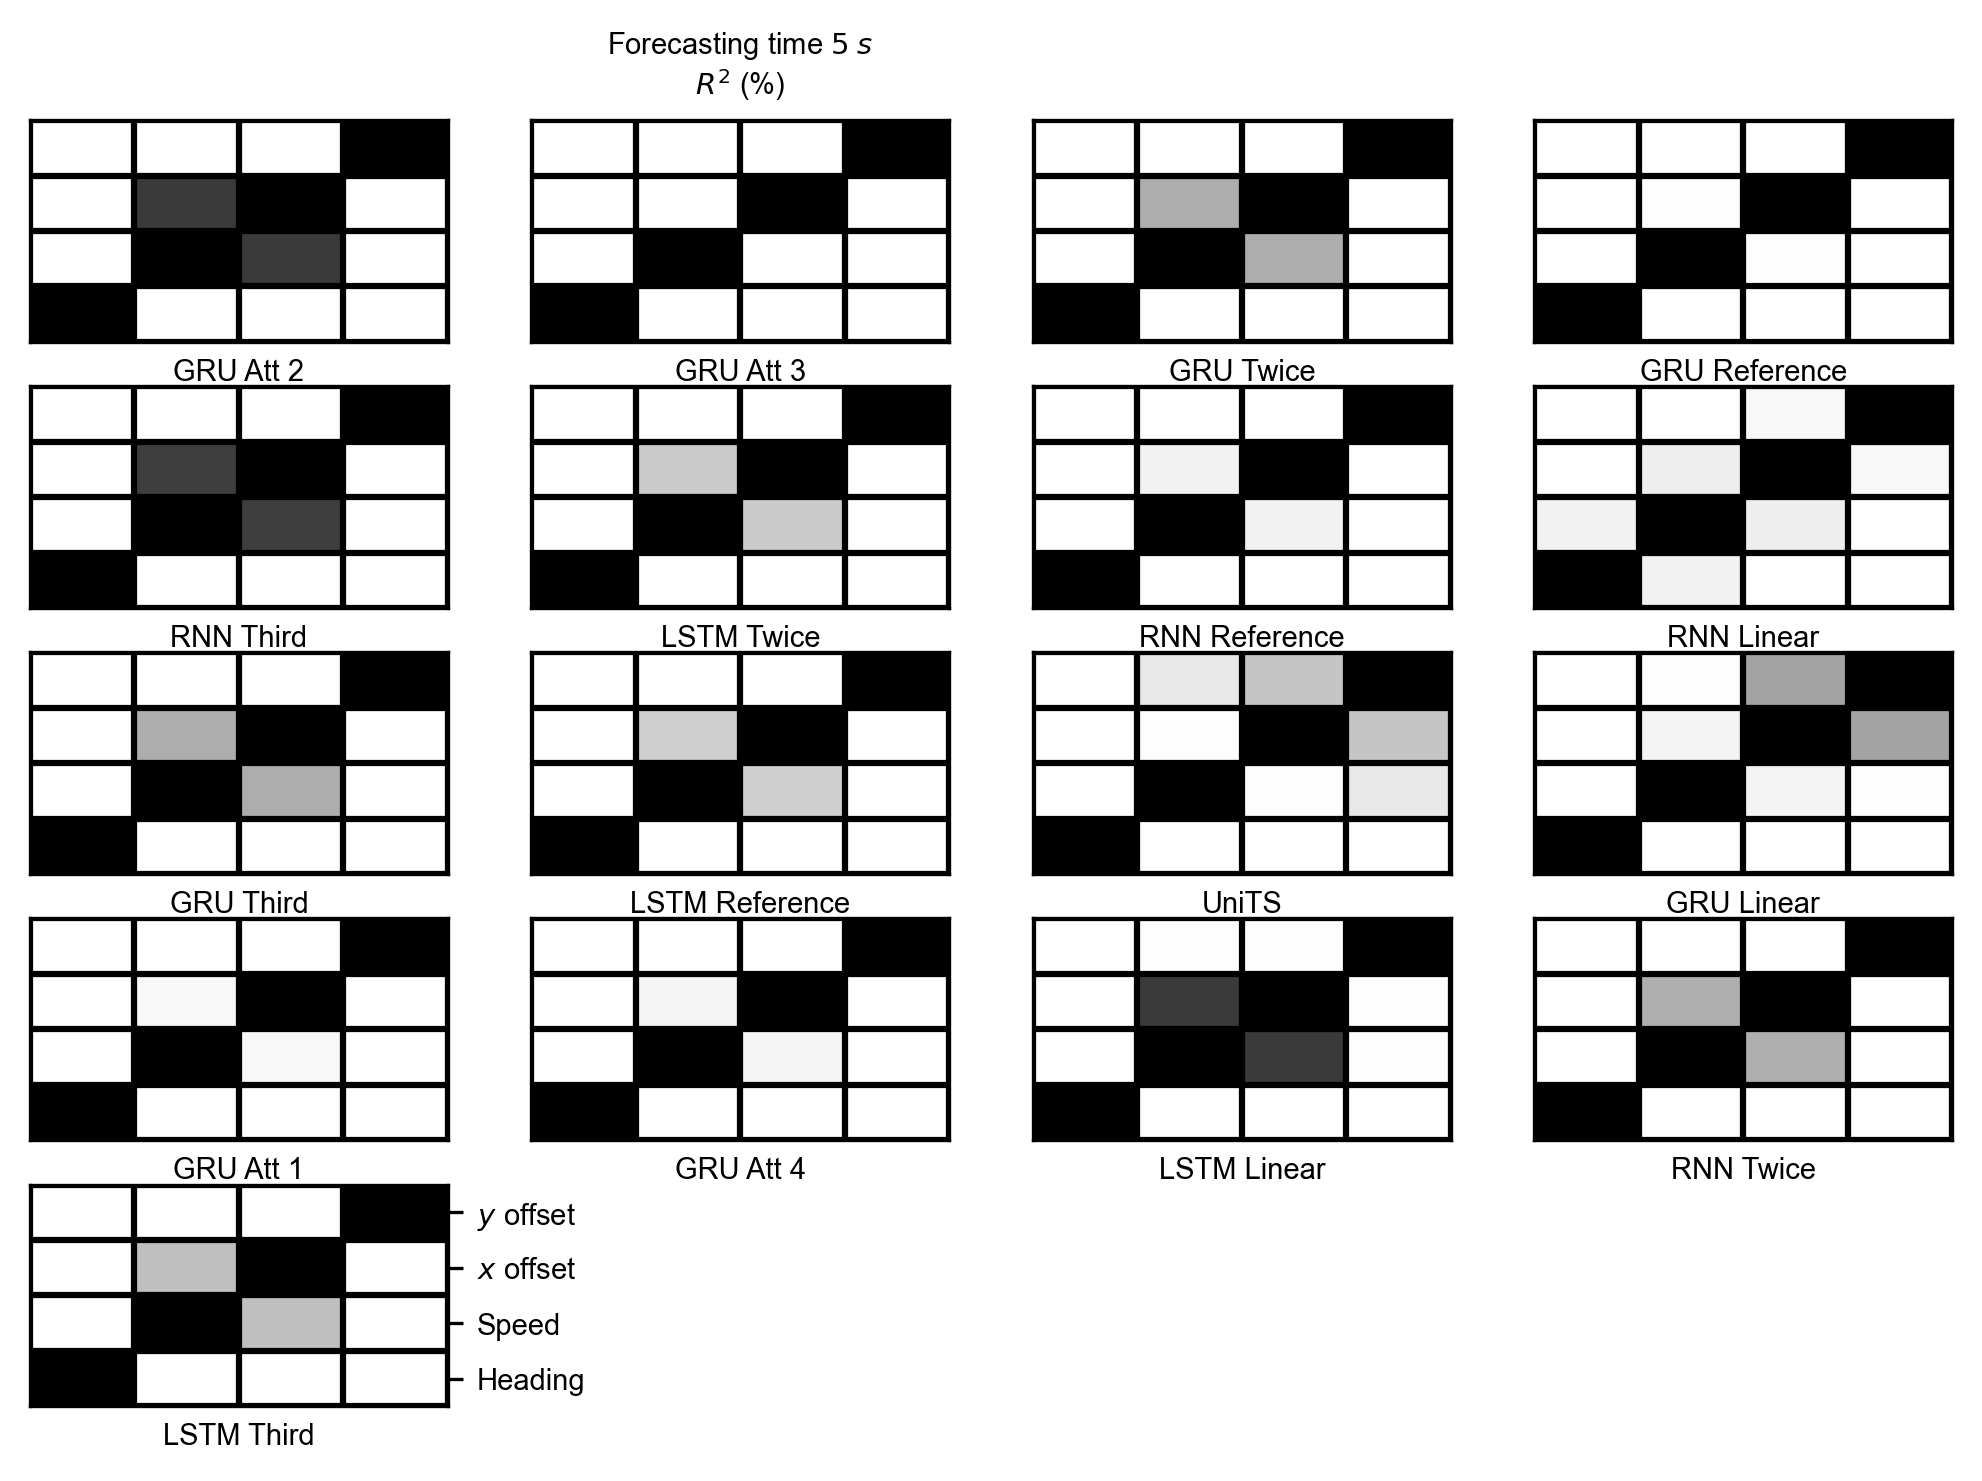 Forecasting time 5 s
R² (%)
GRU Att 2
GRU Att 3
GRU Twice
GRU Reference
RNN Third
LSTM Twice
RNN Reference
RNN Linear
GRU Third
LSTM Reference
UniTS
GRU Linear
GRU Att 1
GRU Att 4
LSTM Linear
RNN Twice
y offset
x offset
Speed
Heading
LSTM Third